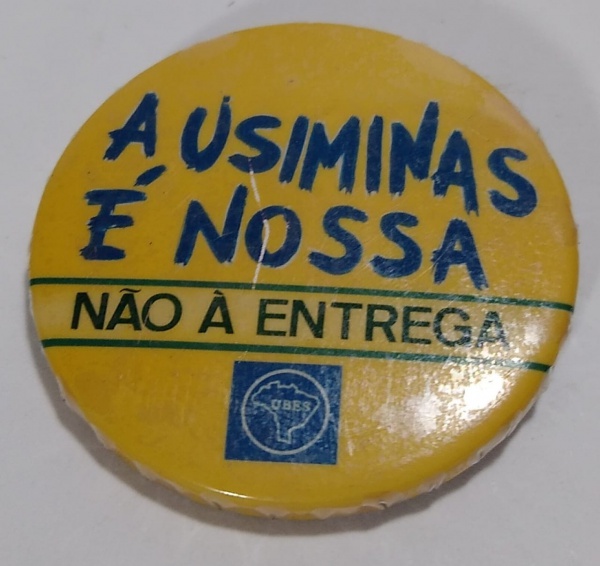 A USIMINAS
É NOSSA
NÃO À ENTREGA
UBES